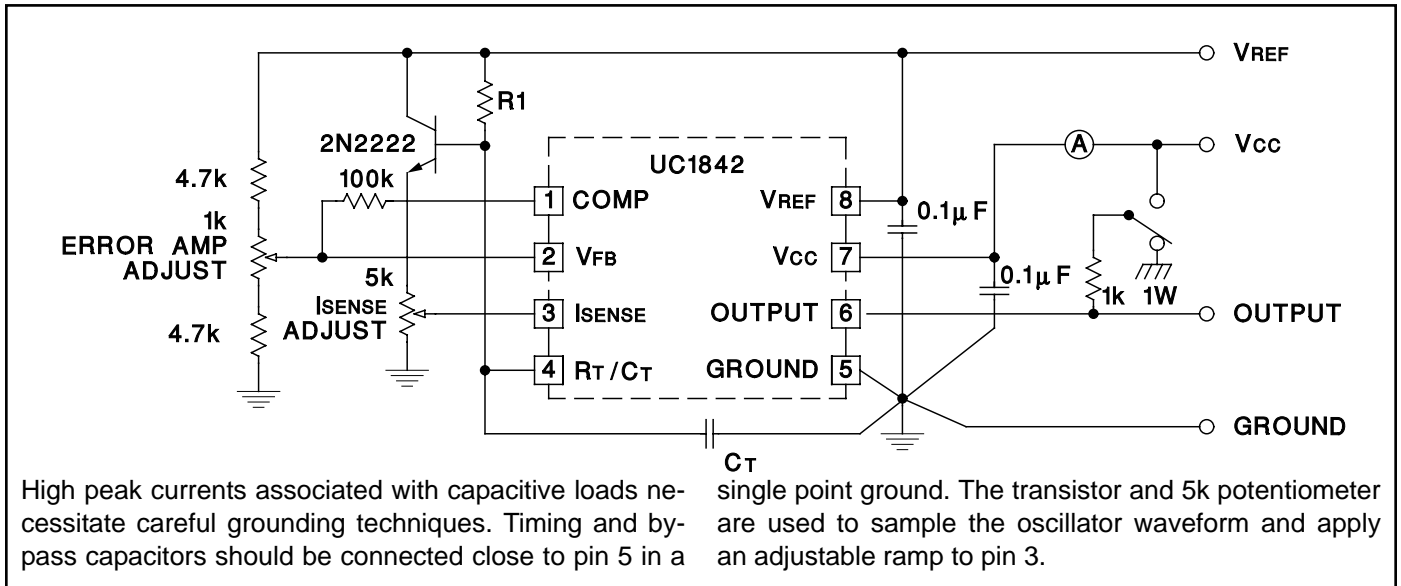 VREF
R1
VCC
A
2N2222
UC1842
4.7k
100k
1 COMP
VREF 8
0.1μF
1k
ERROR AMP
ADJUST
2 VFB
VCC 7
0.1μF
5k
ISENSE
ADJUST
3 ISENSE
OUTPUT 6
1k 1W
OUTPUT
4.7k
4 RT/CT
GROUND 5
GROUND
CT
High peak currents associated with capacitive loads ne-
cessitate careful grounding techniques. Timing and by-
pass capacitors should be connected close to pin 5 in a
single point ground. The transistor and 5k potentiometer
are used to sample the oscillator waveform and apply
an adjustable ramp to pin 3.